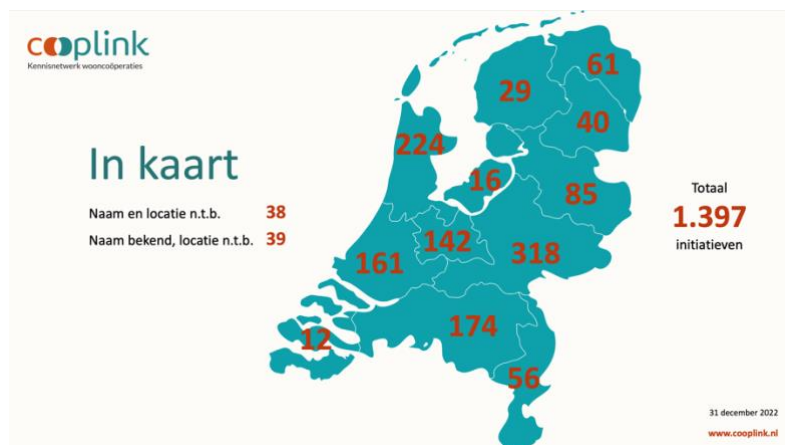 cooplink
Kennisnetwerk wooncoöperaties
In kaart
Naam en locatie n.t.b. 38
Naam bekend, locatie n.t.b. 39
61
29
40
224
16
85
142
318
161
174
12
56
Totaal
1.397
initiatieven
31 december 2022
www.cooplink.nl